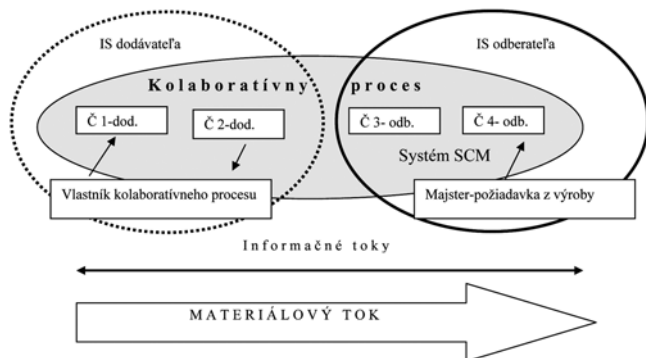 IS dodávateľa
IS odberateľa
Kolaboratívny proces
Č 1-dod.
Č 2-dod.
Č 3- odb.
Č 4- odb.
Systém SCM
Vlastník kolaboratívneho procesu
Majster-požiadavka z výroby
Informačné toky
MATERIÁLOVÝ TOK